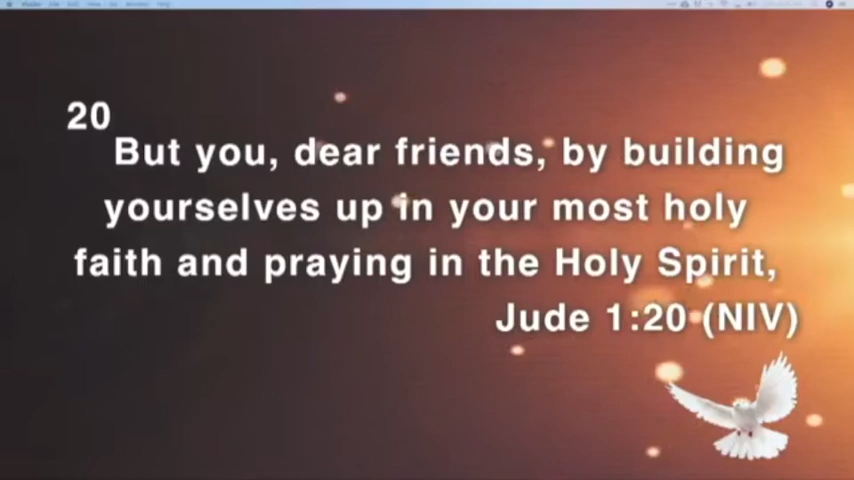 20
But you, dear friends, by building
yourselves up in your most holy
faith and praying in the Holy Spirit,
Jude 1:20 (NIV)